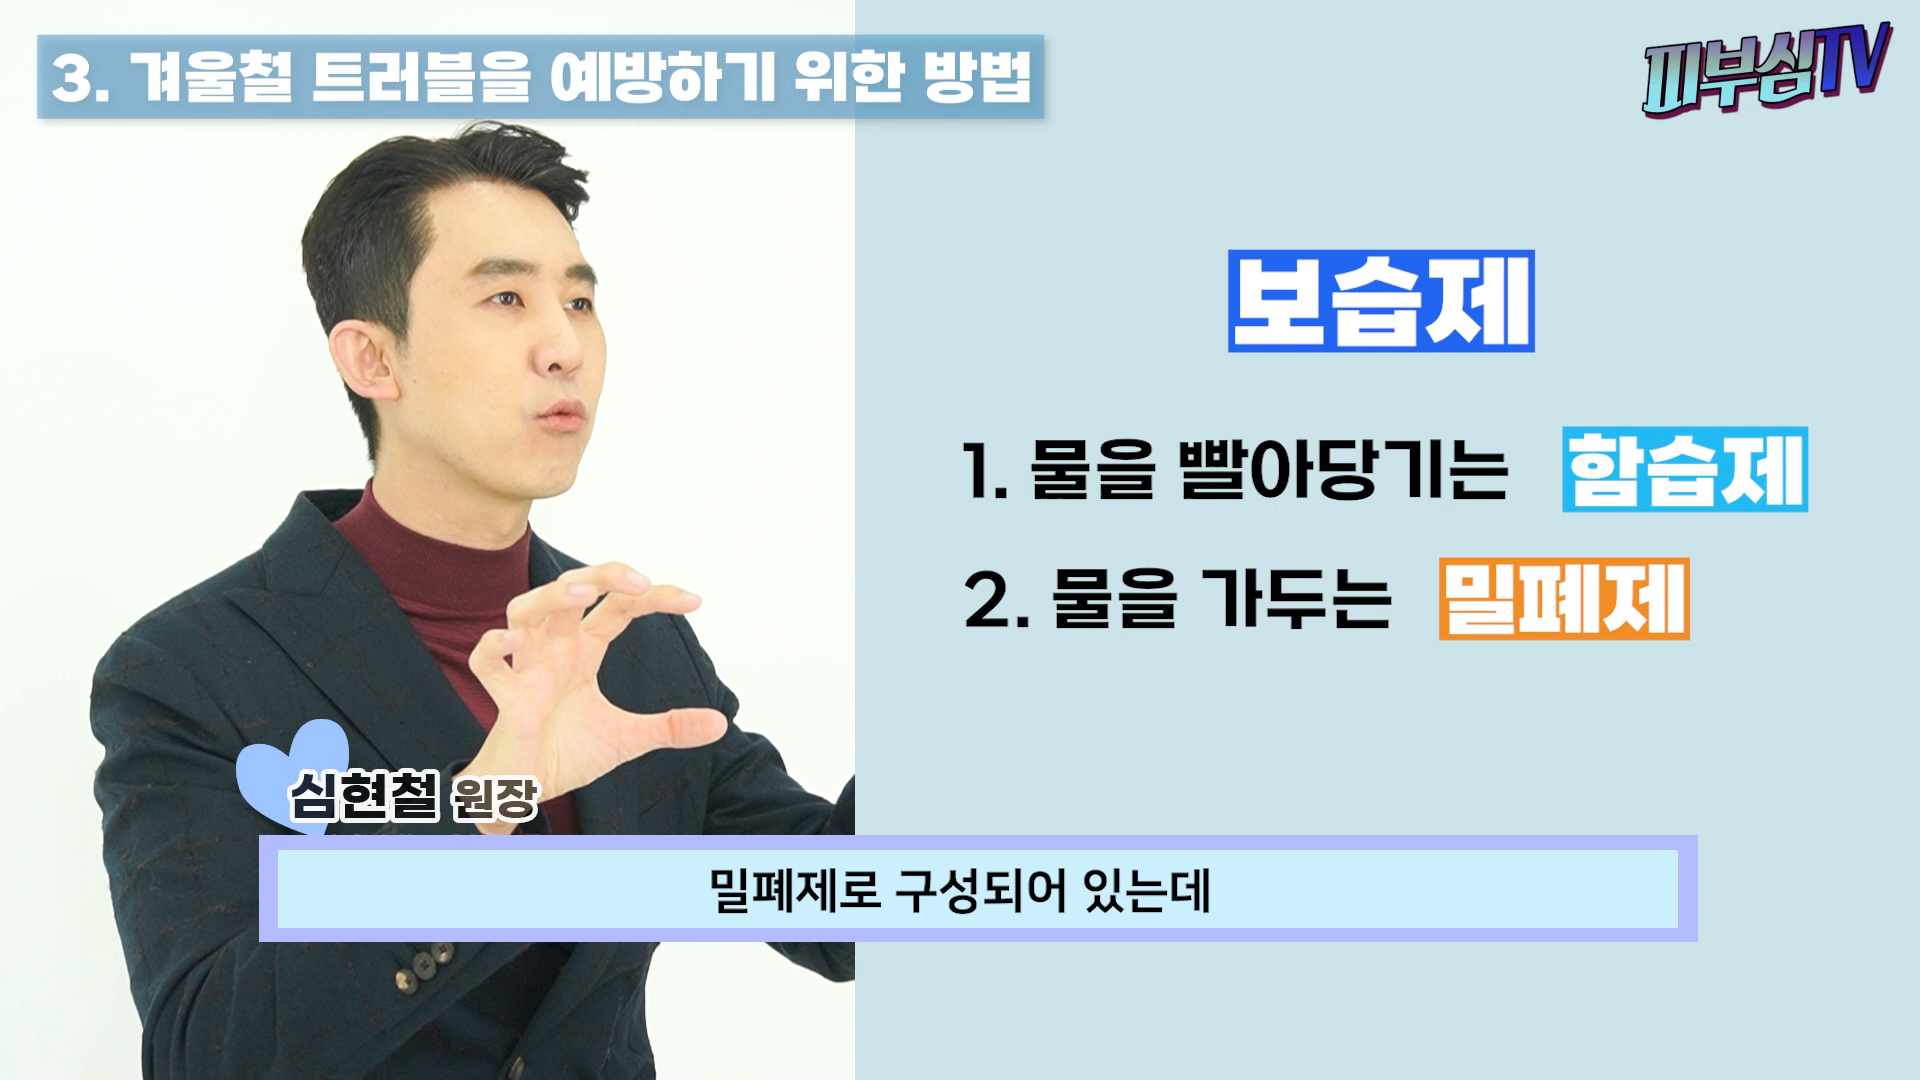 3. 겨울철 트러블을 예방하기 위한 방법
피부심TV
보습제
1. 물을 빨아당기는 함습제
2. 물을 가두는 밀폐제
심현철 원장
밀폐제로 구성되어 있는데